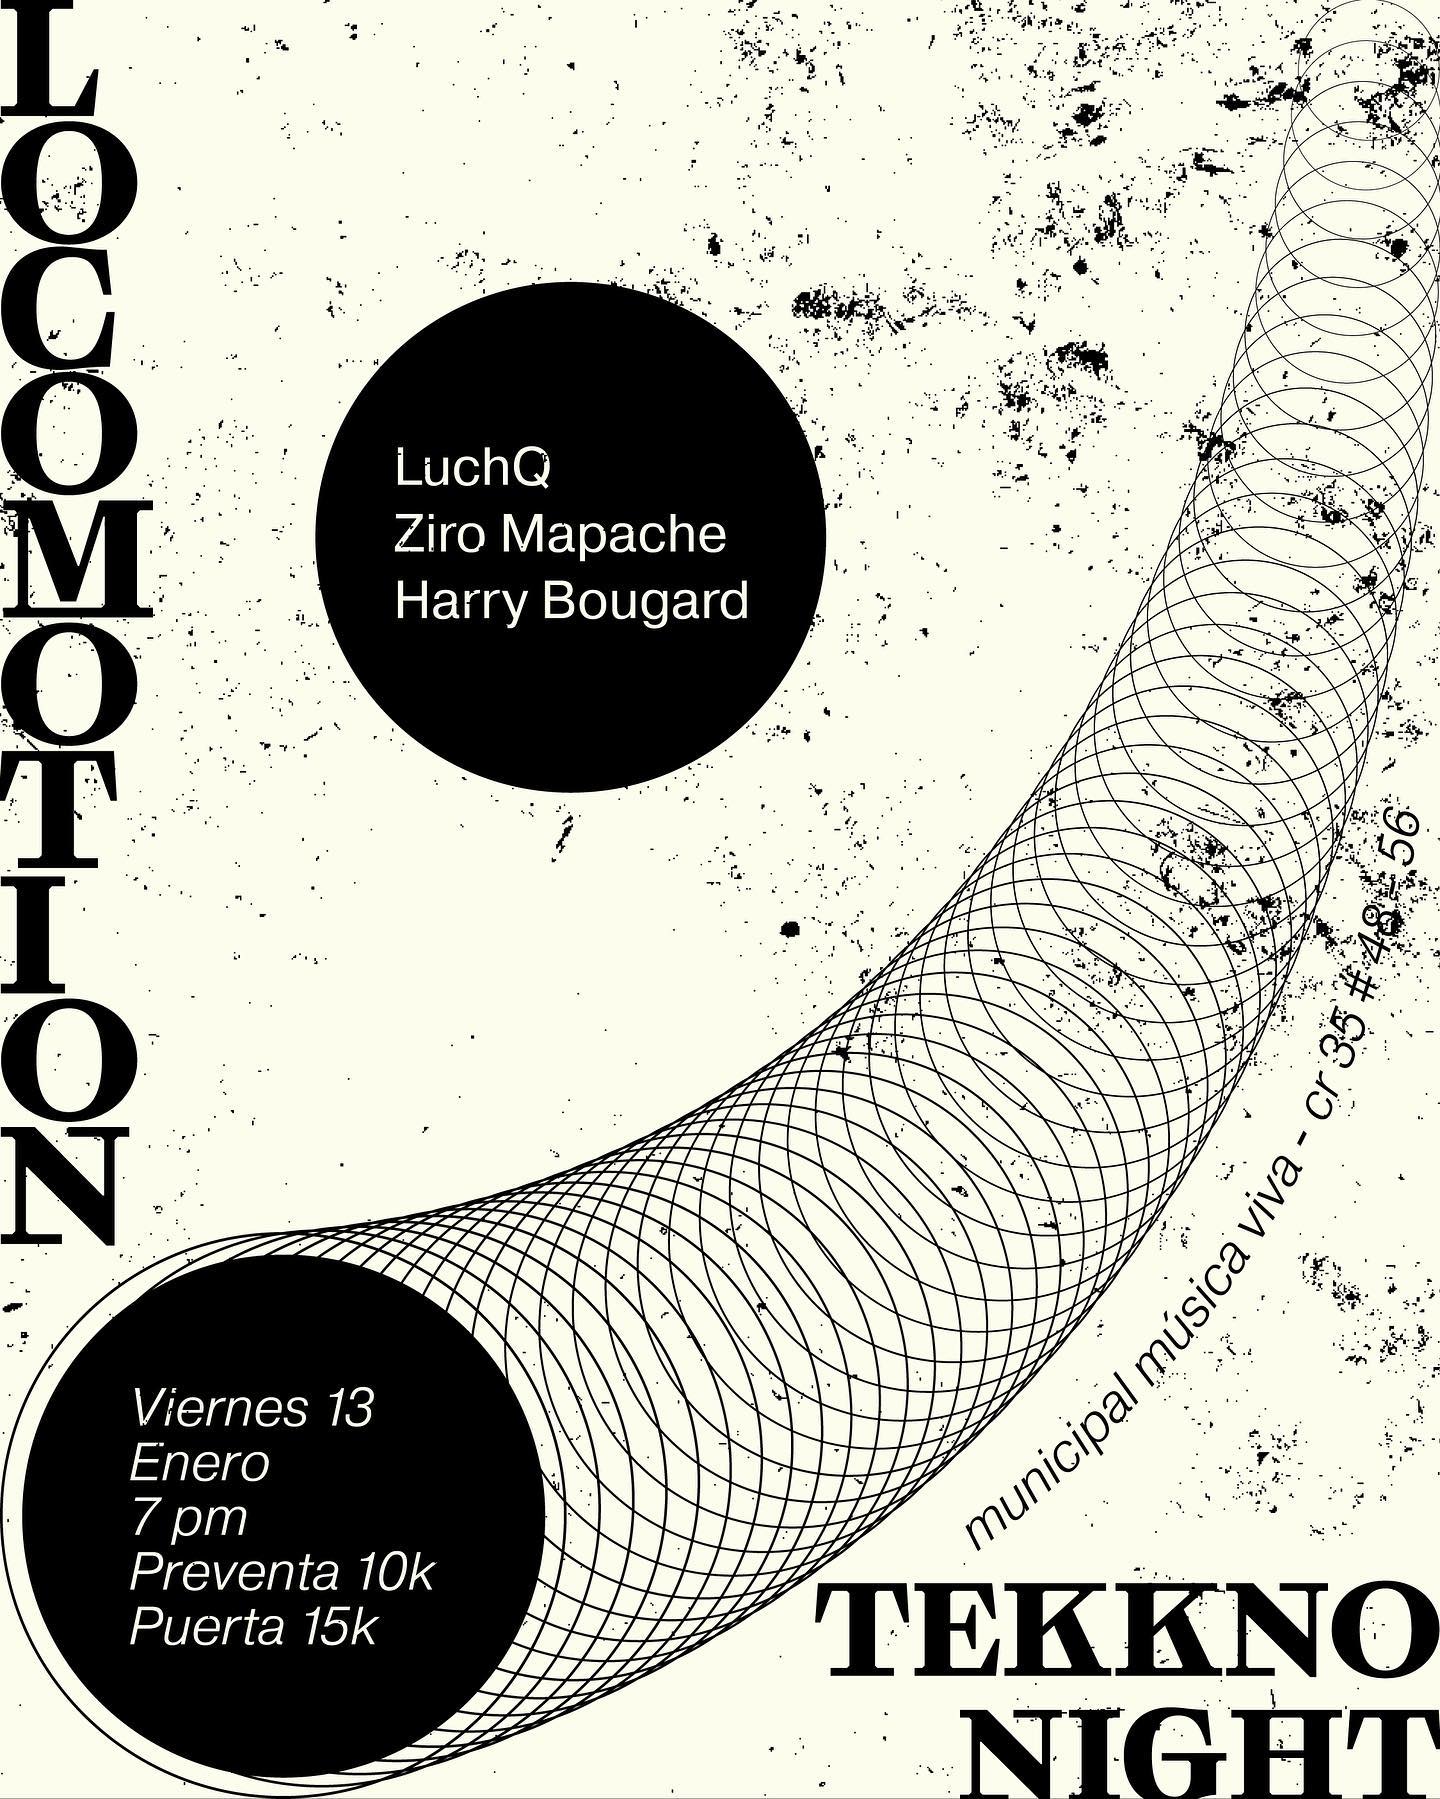 LOCOMOTION
LuchQ
Ziro Mapache
Harry Bougard
municipal música viva - cr 35 # 48 - 56
Viernes 13
Enero
7 pm
Preventa 10k
Puerta 15k
TEKKNO
NIGHT